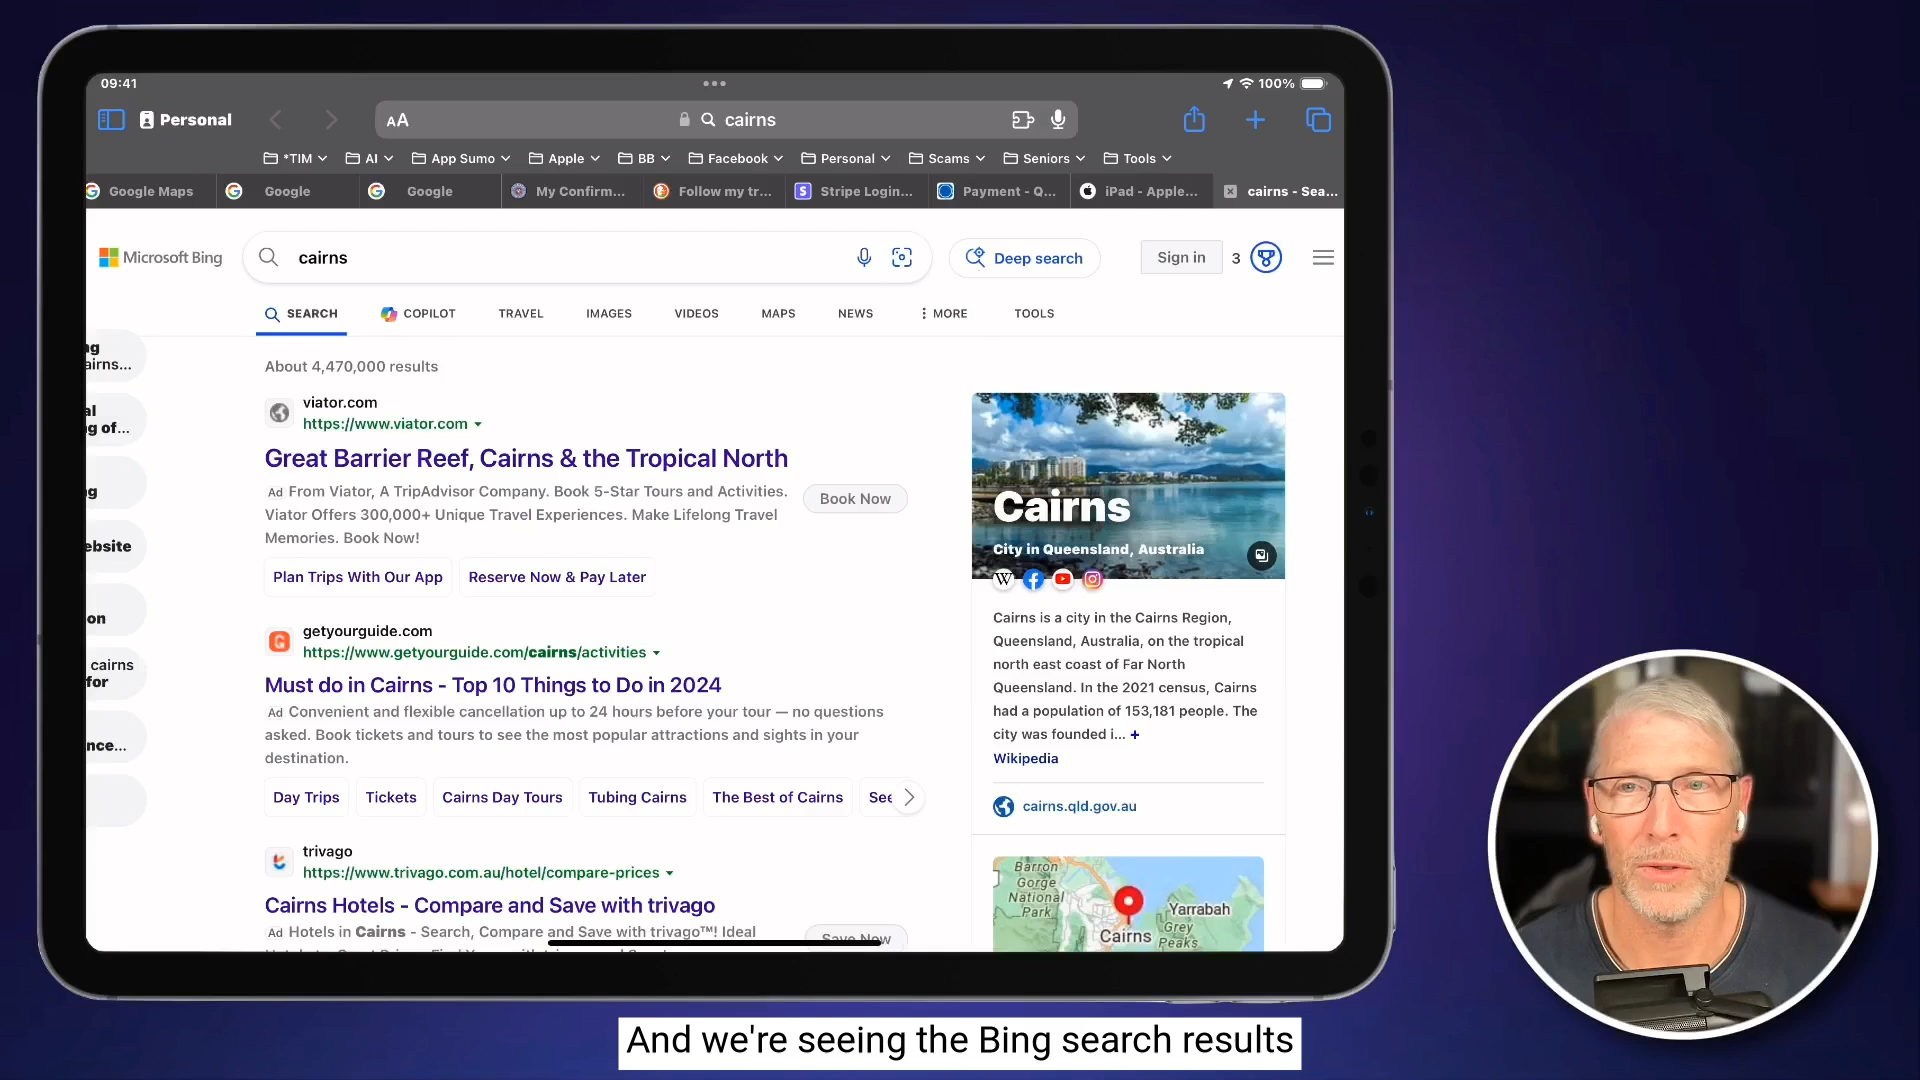 09:41
100%
Personal
AA
cairns
*TIM
AI
App Sumo
Apple
BB
Facebook
Personal
Scams
Seniors
Tools
Google Maps
Google
Google
My Confirm...
Follow my tr...
Stripe Login...
Payment - Q...
iPad - Apple...
cairns - Sea...
Microsoft Bing
cairns
Deep search
Sign in
3
SEARCH
COPILOT
TRAVEL
IMAGES
VIDEOS
MAPS
NEWS
MORE
TOOLS
ng
airns...
al
ng of...
ng
ebsite
on
cairns
for
nce...
About 4,470,000 results
viator.com
https://www.viator.com
Great Barrier Reef, Cairns & the Tropical North
Ad From Viator, A TripAdvisor Company. Book 5-Star Tours and Activities.
Viator Offers 300,000+ Unique Travel Experiences. Make Lifelong Travel
Memories. Book Now!
Book Now
Plan Trips With Our App
Reserve Now & Pay Later
getyourguide.com
https://www.getyourguide.com/cairns/activities
Must do in Cairns - Top 10 Things to Do in 2024
Ad Convenient and flexible cancellation up to 24 hours before your tour — no questions
asked. Book tickets and tours to see the most popular attractions and sights in your
destination.
Day Trips
Tickets
Cairns Day Tours
Tubing Cairns
The Best of Cairns
See
trivago
https://www.trivago.com.au/hotel/compare-prices
Cairns Hotels - Compare and Save with trivago
Ad Hotels in Cairns - Search, Compare and Save with trivago™! Ideal
Save Now
Cairns
City in Queensland, Australia
W
Cairns is a city in the Cairns Region,
Queensland, Australia, on the tropical
north east coast of Far North
Queensland. In the 2021 census, Cairns
had a population of 153,181 people. The
city was founded i... +
Wikipedia
cairns.qld.gov.au
Barron
Gorge
National
Park
Yarrabah
Grey
Peaks
Cairns
And we're seeing the Bing search results